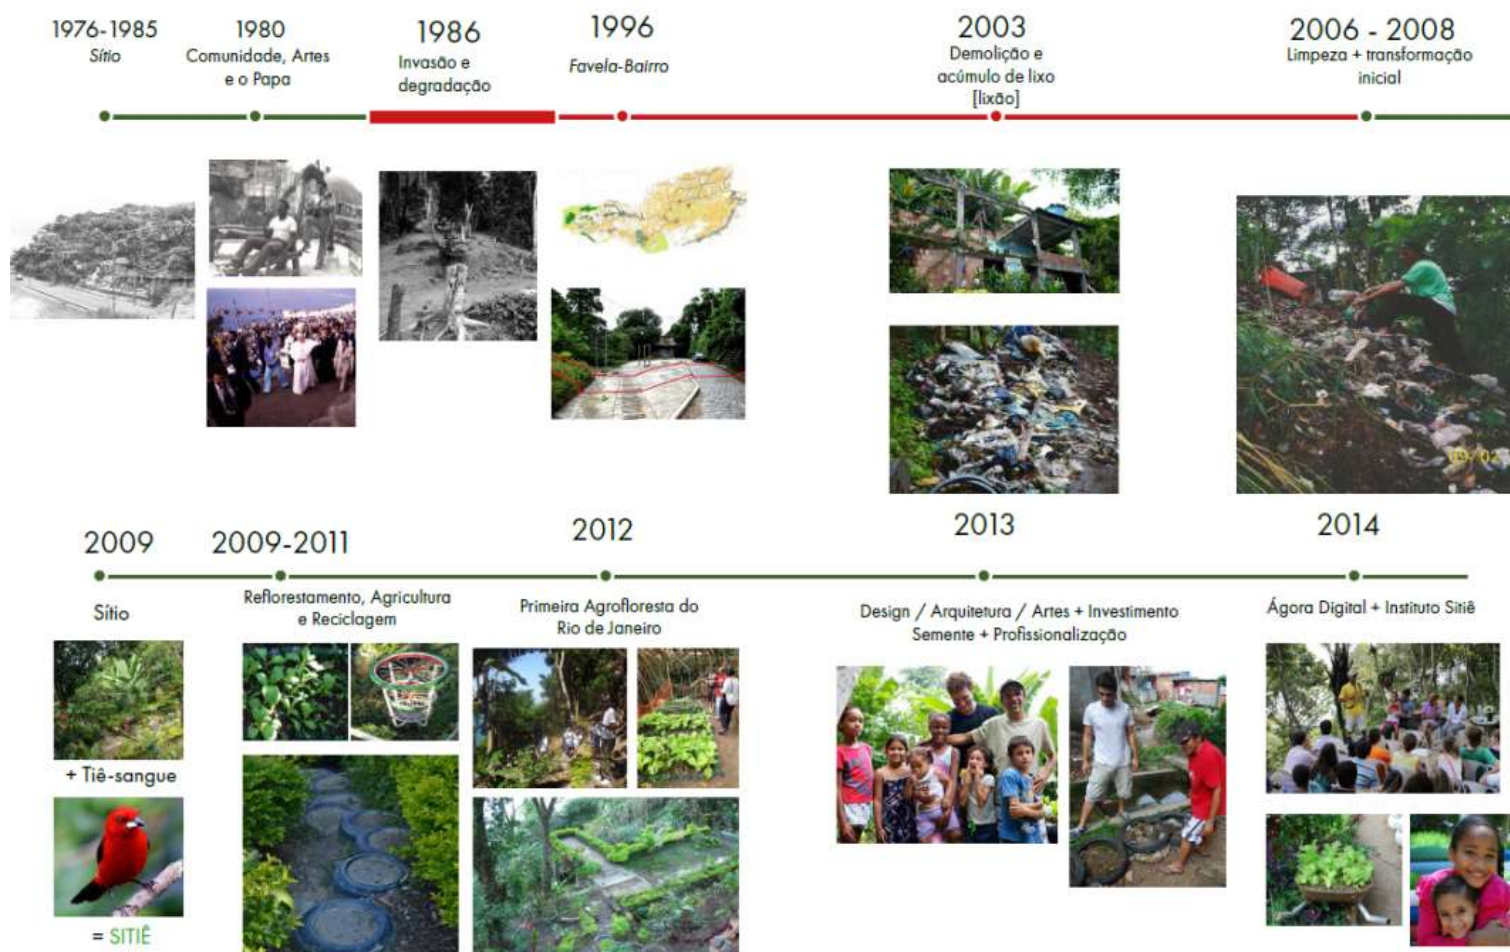 1976-1985
Sítio
1980
Comunidade, Artes
e o Papa
1986
Invasão e
degradação
1996
Favela-Bairro
2003
Demolição e
acúmulo de lixo
[lixão]
2006 - 2008
Limpeza + transformação
inicial
2009
Sítio
+ Tiê-sangue
= SITIÊ
2009-2011
Reflorestamento, Agricultura
e Reciclagem
2012
Primeira Agrofloresta do
Rio de Janeiro
2013
Design / Arquitetura / Artes + Investimento
Semente + Profissionalização
2014
Ágora Digital + Instituto Sitiê